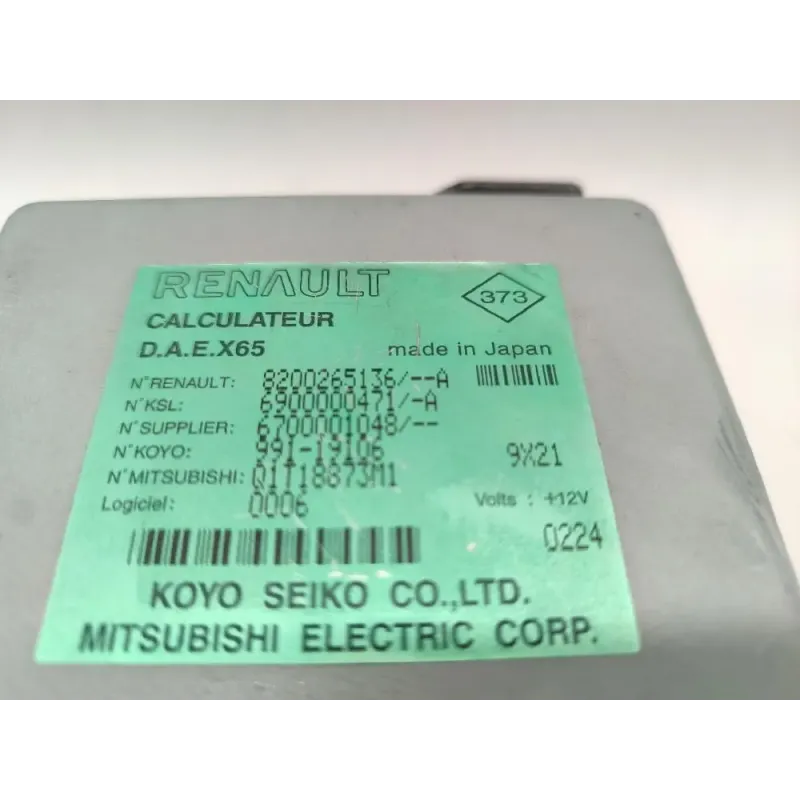 RENAULT
373
CALCULATEUR
D.A.E.X65 made in Japan
N°RENAULT: 8200265136/--A
N°KSL: 6900000471/-A
N°SUPPLIER: 6700001048/--
N°KOYO: 991-19106 9X21
N°MITSUBISHI: Q1T18873M1
Logiciel: 0006 Volts : +12V
0224
KOYO SEIKO CO.,LTD.
MITSUBISHI ELECTRIC CORP.